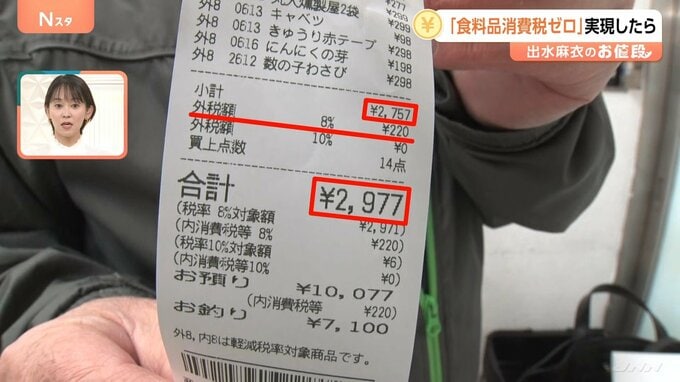 Nスタ
「食料品消費税ゼロ」実現したら
出水麻衣のお値段
¥277
外8 0613 キャベツ ¥299
外8 0613 きゅうり赤テープ ¥98
外8 0616 にんにくの芽 ¥198
外8 2612 数の子わさび ¥298
小計 ¥2,757
外税額 8% ¥220
外税額 10% ¥0
買上点数 14点
合計 ¥2,977
(税率 8%対象額 ¥2,971)
(内消費税等 8% ¥220)
(税率10%対象額 ¥6)
(内消費税等10% ¥0)
お預り ¥10,077
(内消費税等 ¥220)
お釣り ¥7,100
外8,内8は軽減税率対象商品です。
JNN